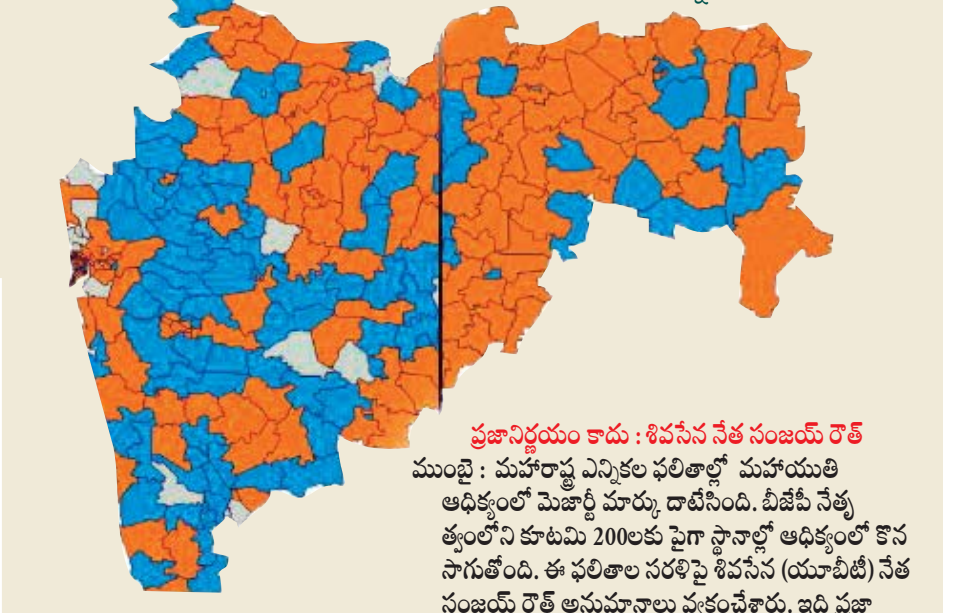 ప్రజానిర్ణయం కాదు : శివసేన నేత సంజయ్ రౌత్
ముంబై : మహారాష్ట్ర ఎన్నికల ఫలితాల్లో మహాయుతి
ఆధిక్యంలో మెజార్టీ మార్కు దాటేసింది. బీజేపీ నేతృ
త్వంలోని కూటమి 200లకు పైగా స్థానాల్లో ఆధిక్యంలో కొన
సాగుతోంది. ఈ ఫలితాల సరళిపై శివసేన (యూబీటీ) నేత
సంజయ్ రౌత్ అనుమానాలు వ్యక్తంచేశారు. ఇది ప్రజా